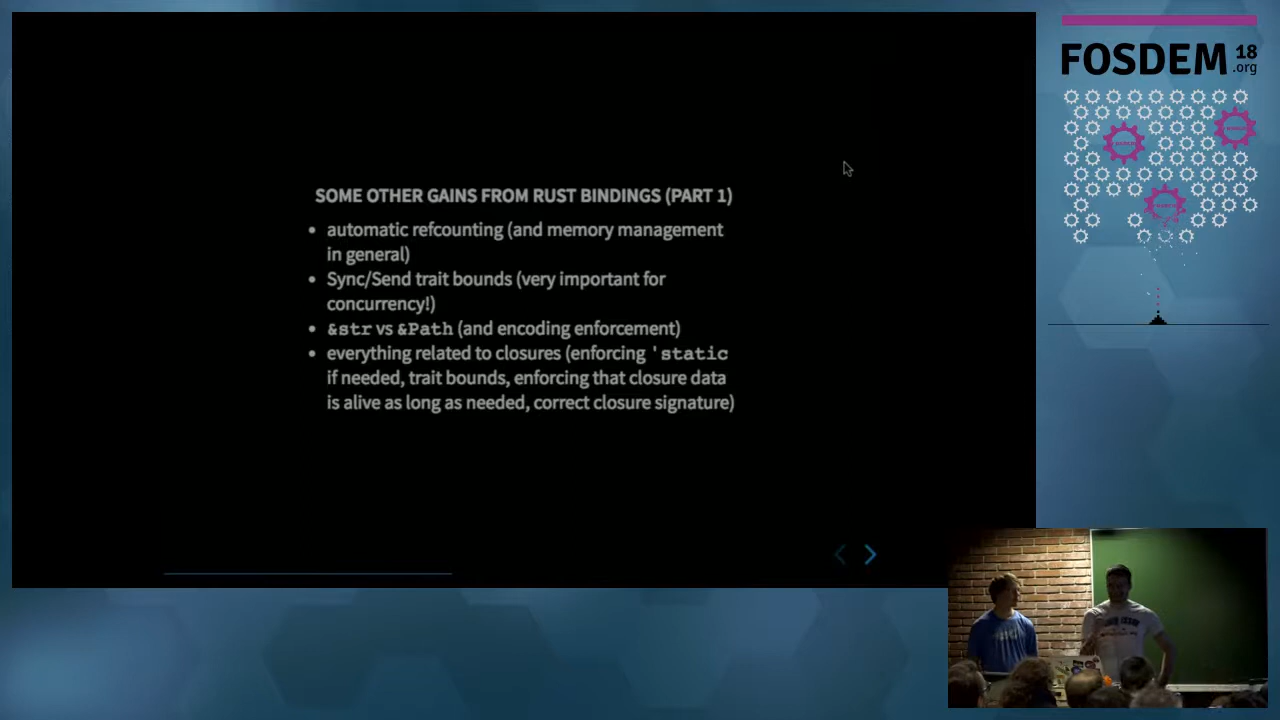 SOME OTHER GAINS FROM RUST BINDINGS (PART 1)
• automatic refcounting (and memory management
in general)
• Sync/Send trait bounds (very important for
concurrency!)
• &str vs &Path (and encoding enforcement)
• everything related to closures (enforcing 'static
if needed, trait bounds, enforcing that closure data
is alive as long as needed, correct closure signature)
FOSDEM 18
.org